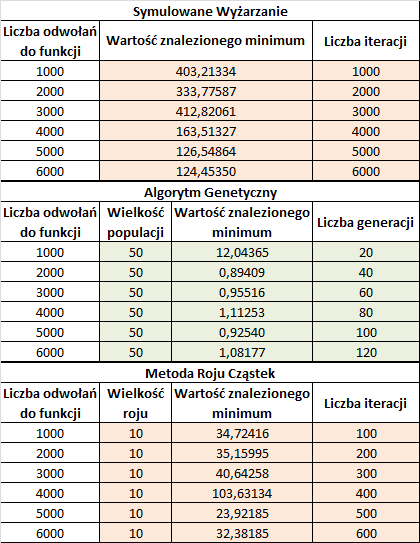 Symulowane Wyżarzanie
Liczba odwołań do funkcji Wartość znalezionego minimum Liczba iteracji
1000 403,21334 1000
2000 333,77587 2000
3000 412,82061 3000
4000 163,51327 4000
5000 126,54864 5000
6000 124,45350 6000
Algorytm Genetyczny
Liczba odwołań do funkcji Wielkość populacji Wartość znalezionego minimum Liczba generacji
1000 50 12,04365 20
2000 50 0,89409 40
3000 50 0,95516 60
4000 50 1,11253 80
5000 50 0,92540 100
6000 50 1,08177 120
Metoda Roju Cząstek
Liczba odwołań do funkcji Wielkość roju Wartość znalezionego minimum Liczba iteracji
1000 10 34,72416 100
2000 10 35,15995 200
3000 10 40,64258 300
4000 10 103,63134 400
5000 10 23,92185 500
6000 10 32,38185 600